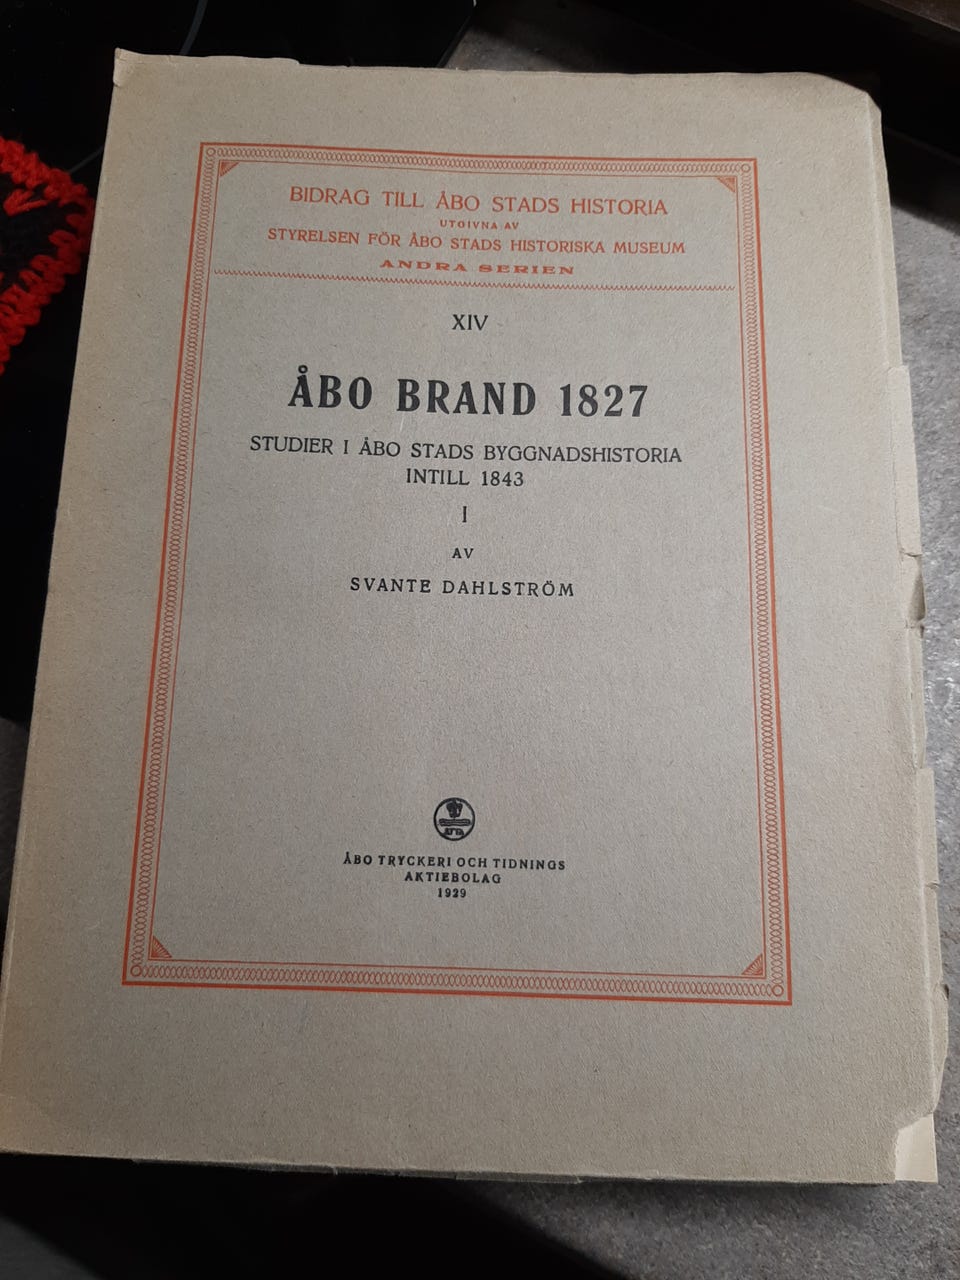 BIDRAG TILL ÅBO STADS HISTORIA
UTGIVNA AV
STYRELSEN FÖR ÅBO STADS HISTORISKA MUSEUM
ANDRA SERIEN
XIV
ÅBO BRAND 1827
STUDIER I ÅBO STADS BYGGNADSHISTORIA
INTILL 1843
I
AV
SVANTE DAHLSTRÖM
ÅBO TRYCKERI OCH TIDNINGS
AKTIEBOLAG
1929